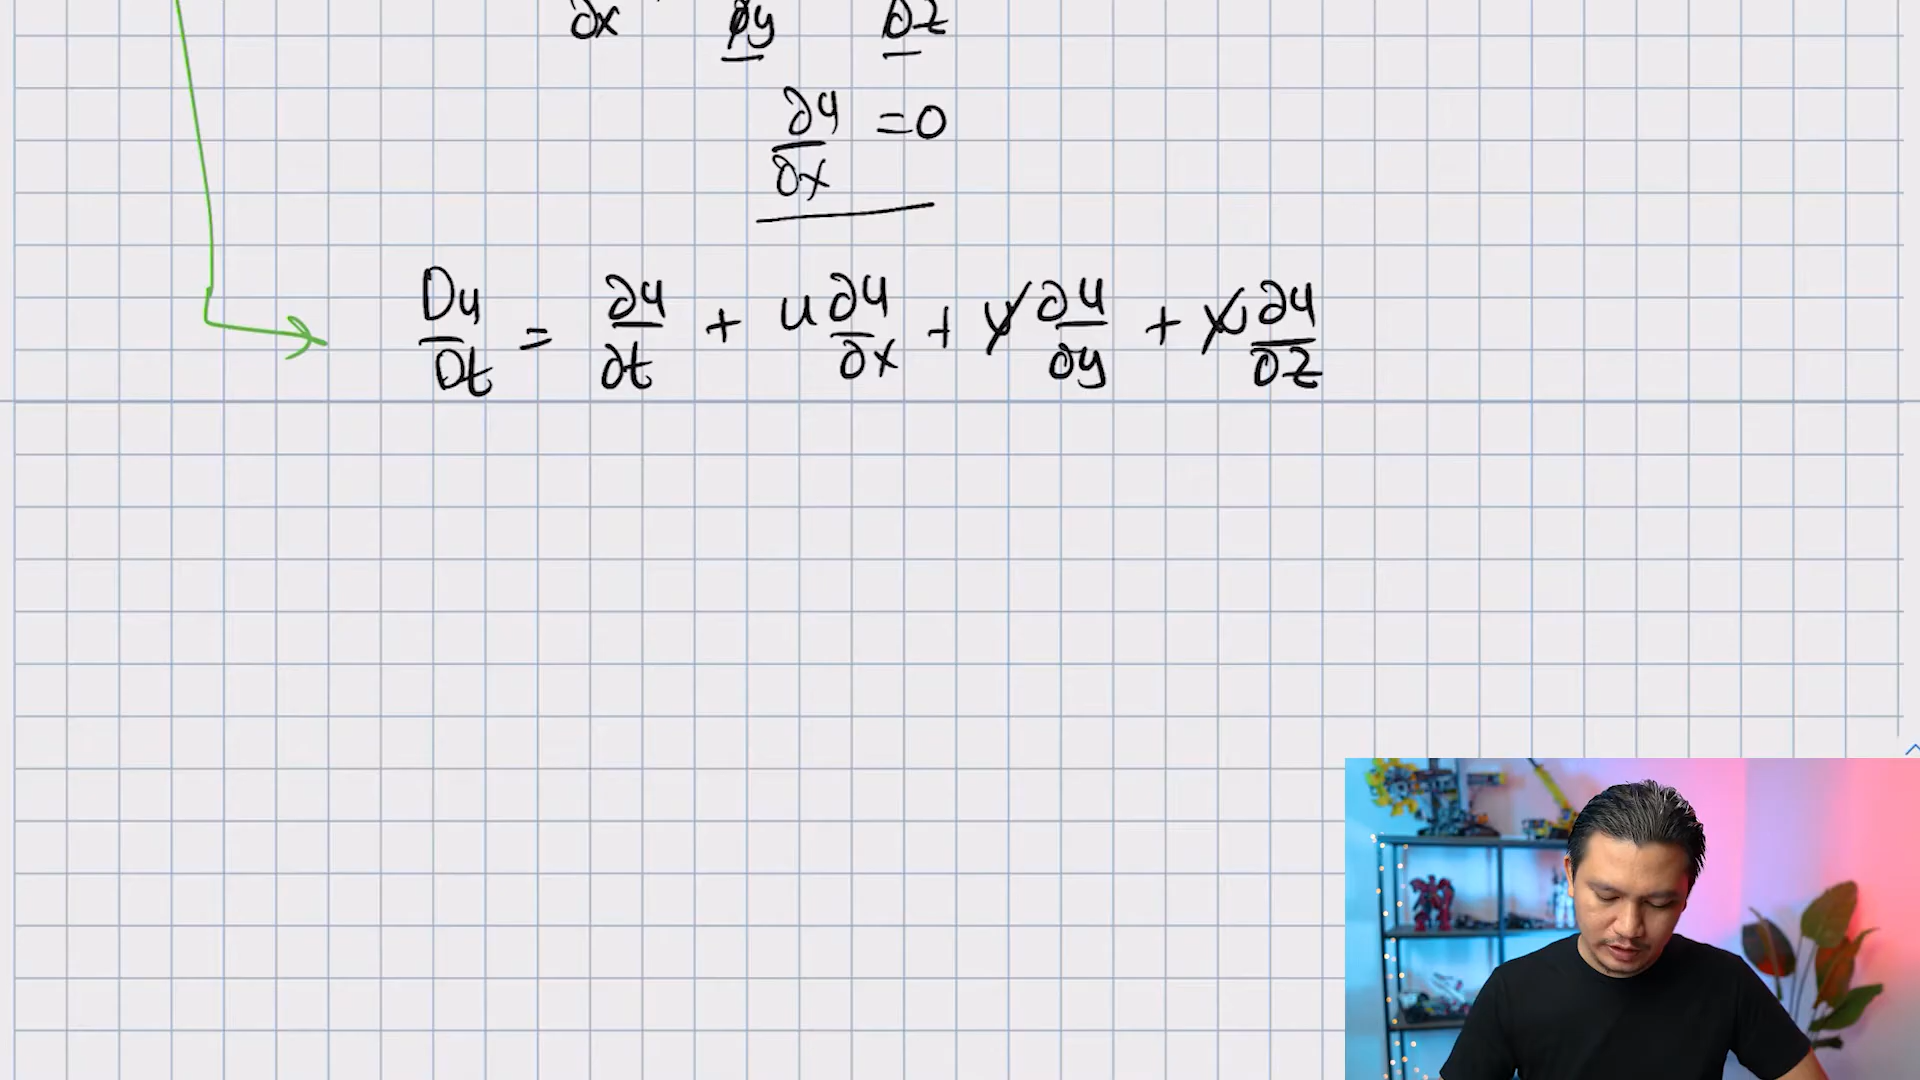 ∂x ∂y ∂z
∂u/∂x = 0
Du/Dt = ∂u/∂t + u ∂u/∂x + v ∂u/∂y + w ∂u/∂z